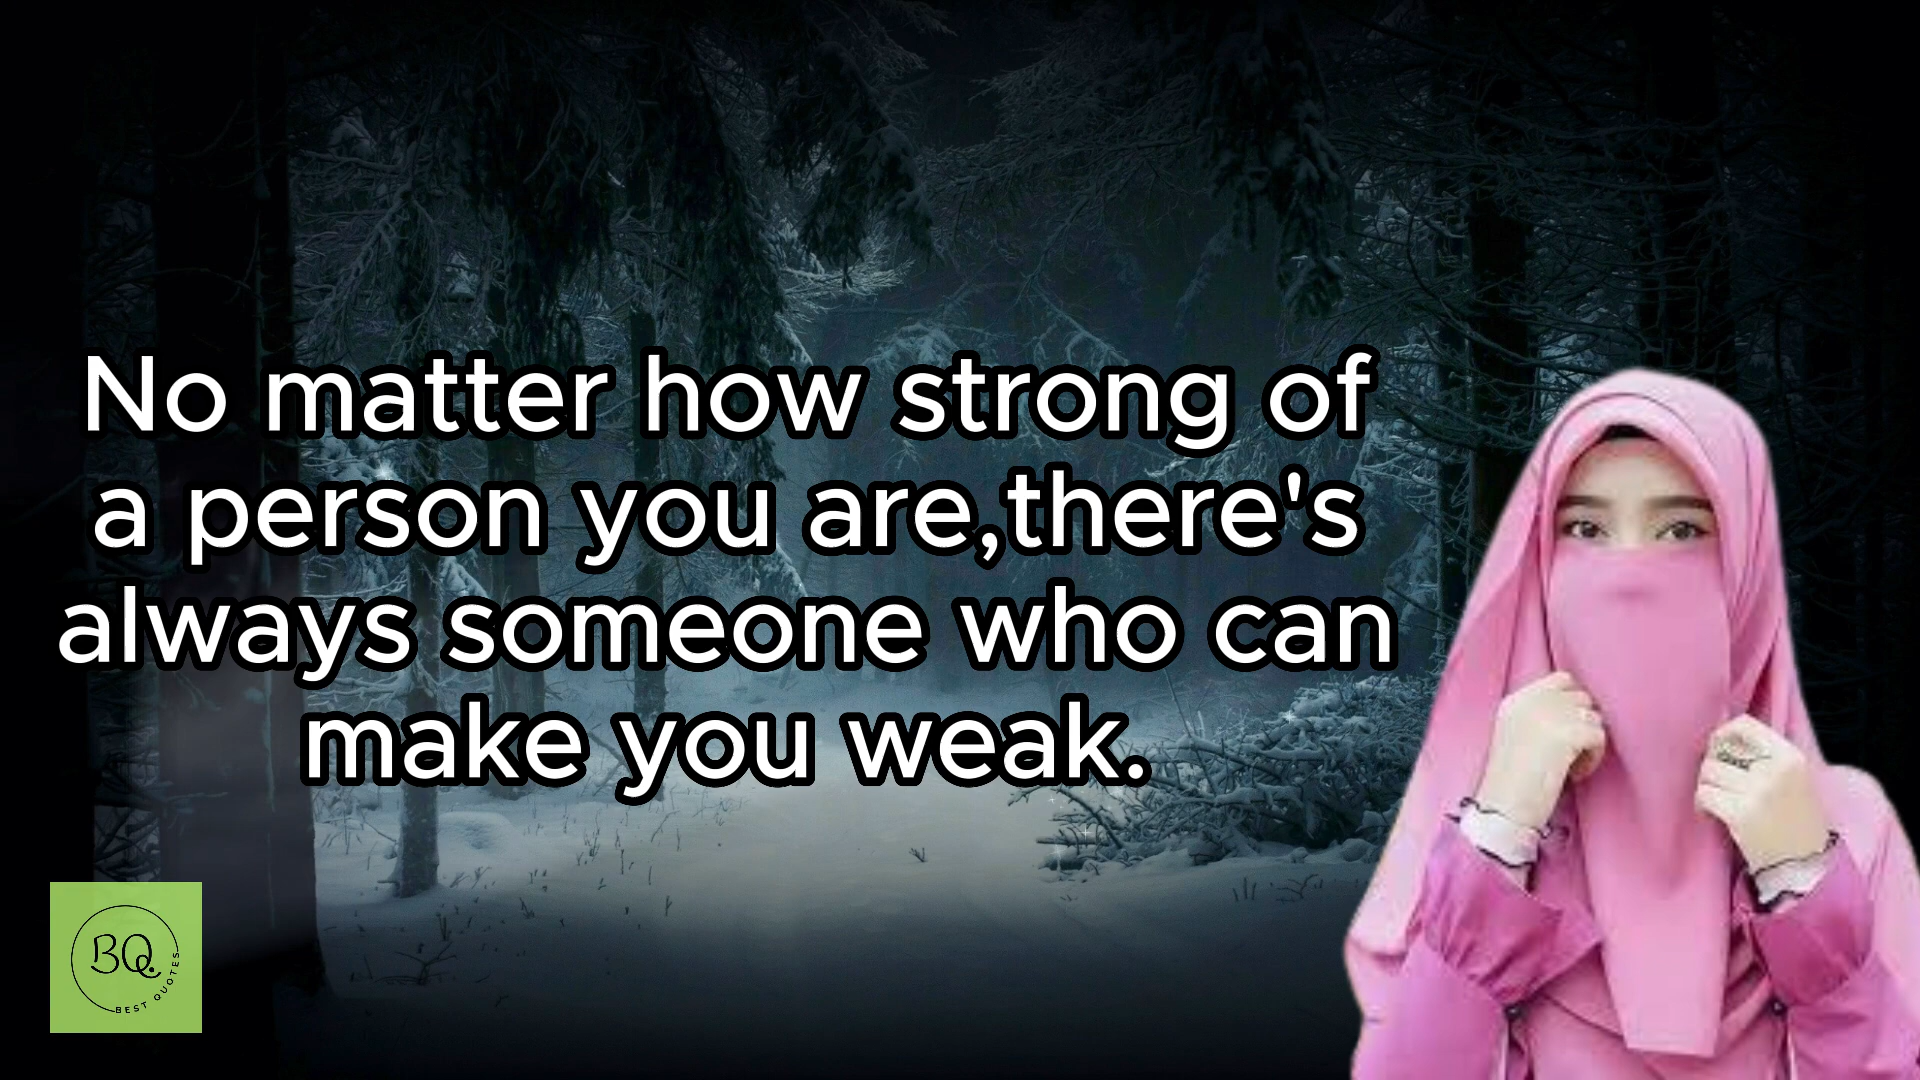 No matter how strong of
a person you are,there's
always someone who can
make you weak.
BQ.
BEST QUOTES